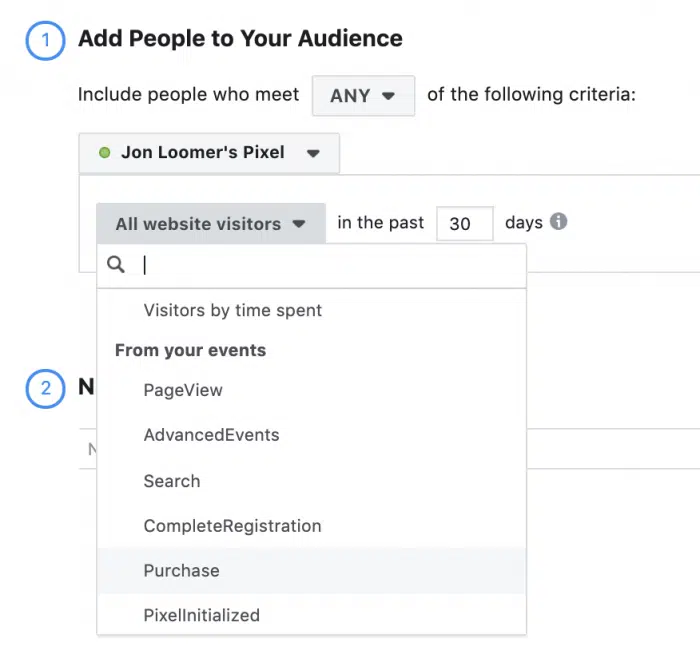 1 Add People to Your Audience
Include people who meet ANY of the following criteria:
Jon Loomer's Pixel
All website visitors in the past 30 days
Visitors by time spent
From your events
2 N
PageView
AdvancedEvents
N
Search
CompleteRegistration
Purchase
PixelInitialized